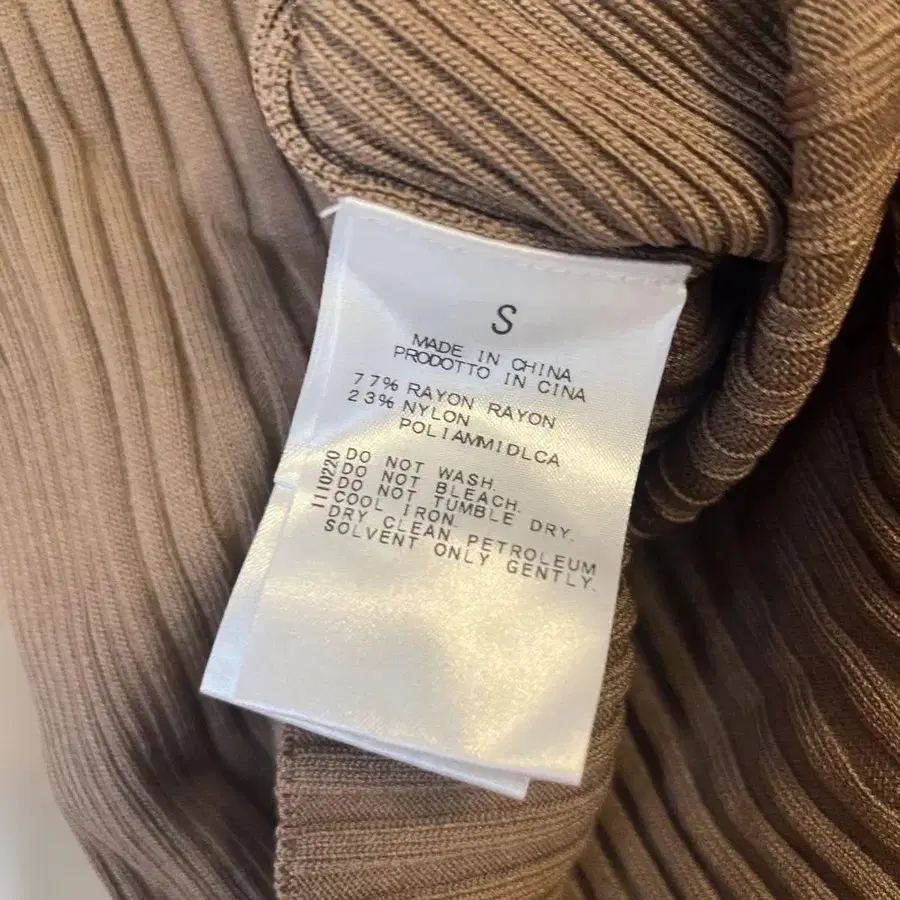 S
MADE IN CHINA
PRODOTTO IN CINA
77% RAYON RAYON
23% NYLON
POLIAMMIDLCA
1110220
DO NOT WASH.
DO NOT BLEACH.
DO NOT TUMBLE DRY.
COOL IRON.
DRY CLEAN PETROLEUM
SOLVENT ONLY GENTLY.